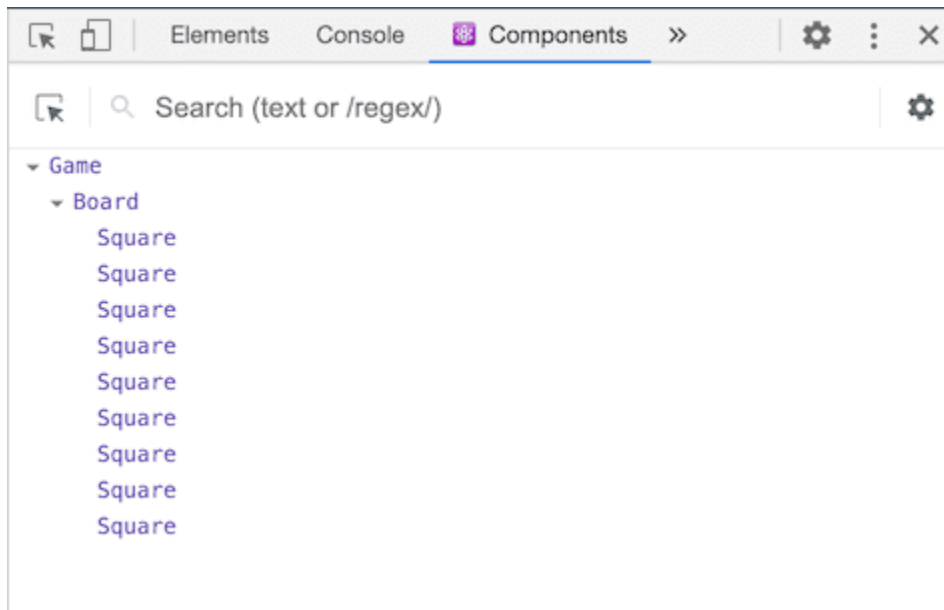 Elements Console Components »
Search (text or /regex/)
Game
Board
Square
Square
Square
Square
Square
Square
Square
Square
Square